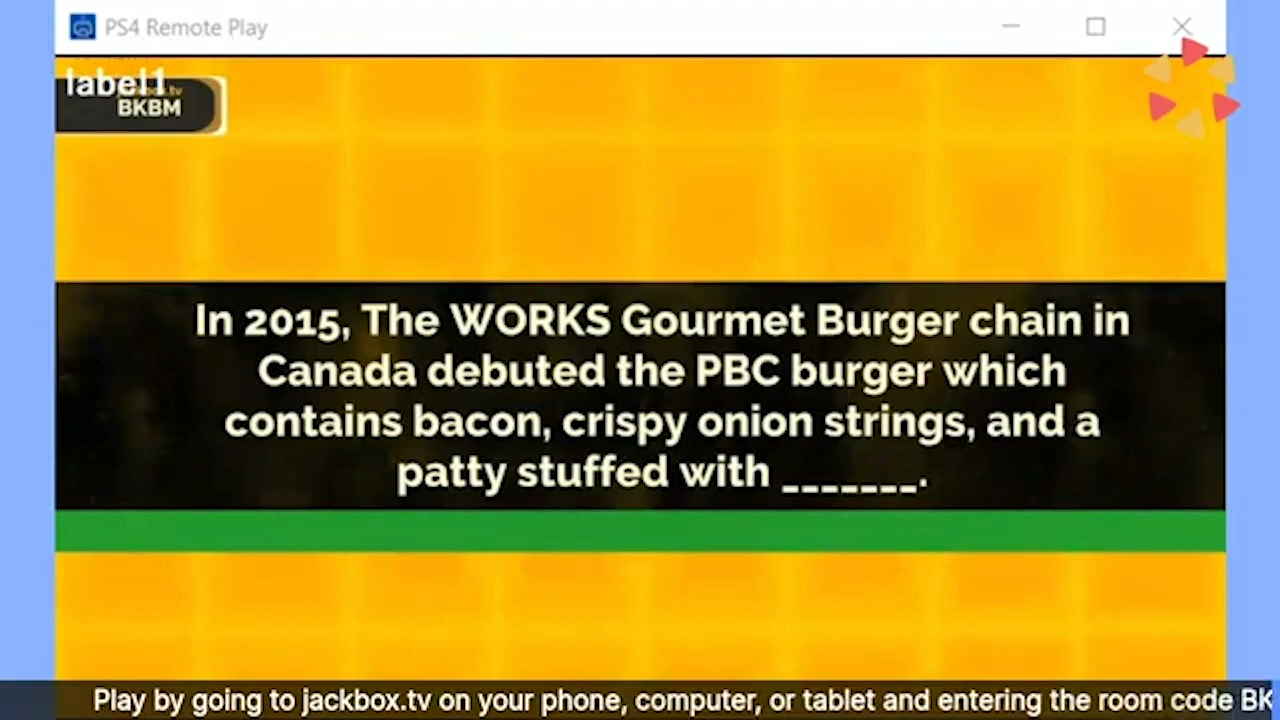 PS4 Remote Play
label1
BKBM
In 2015, The WORKS Gourmet Burger chain in
Canada debuted the PBC burger which
contains bacon, crispy onion strings, and a
patty stuffed with _______.
Play by going to jackbox.tv on your phone, computer, or tablet and entering the room code BK